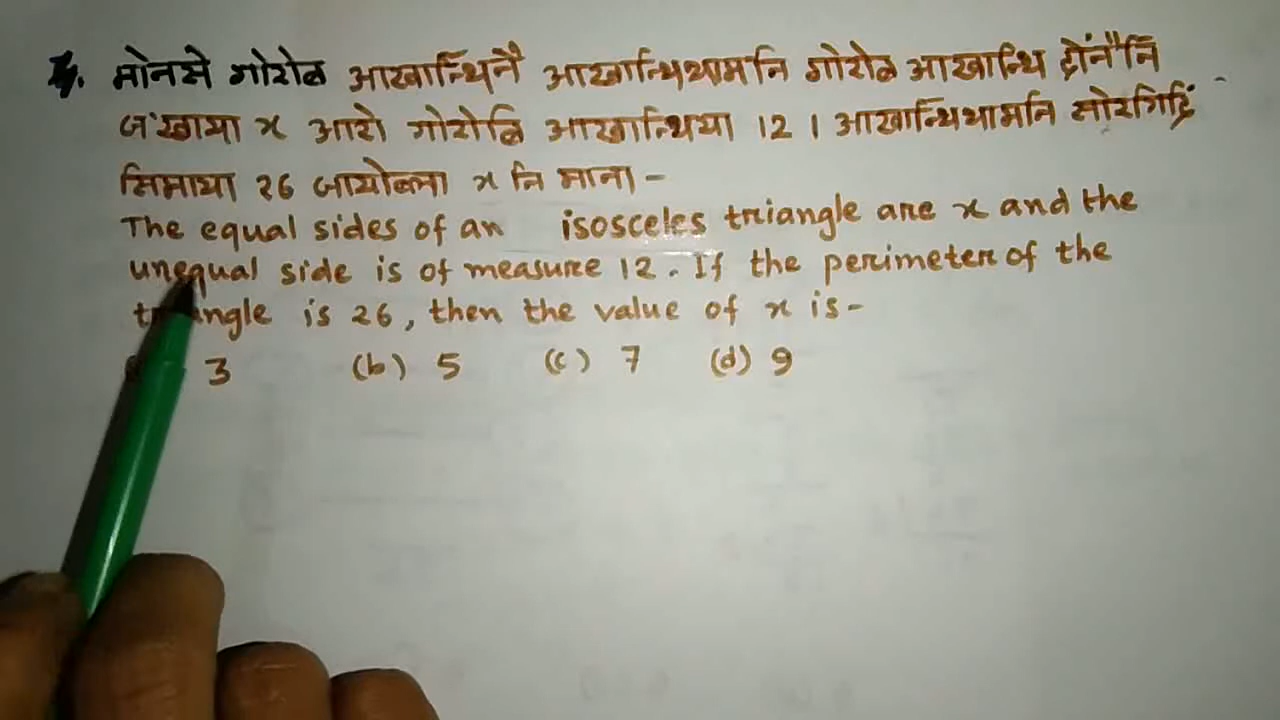 मोनसे गोरोब आखान्थिनै आखान्थिथामनि गोरोब आखान्थि
जंखाया x आरो गोरोबि आखान्थिया 12 । आखान्थिथामनि सोरगिद्रिं
सिमाया 26 जायोब्ला x नि माना -
The equal sides of an isosceles triangle are x and the
unequal side is of measure 12. If the perimeter of the
triangle is 26, then the value of x is-
3 (b) 5 (c) 7 (d) 9